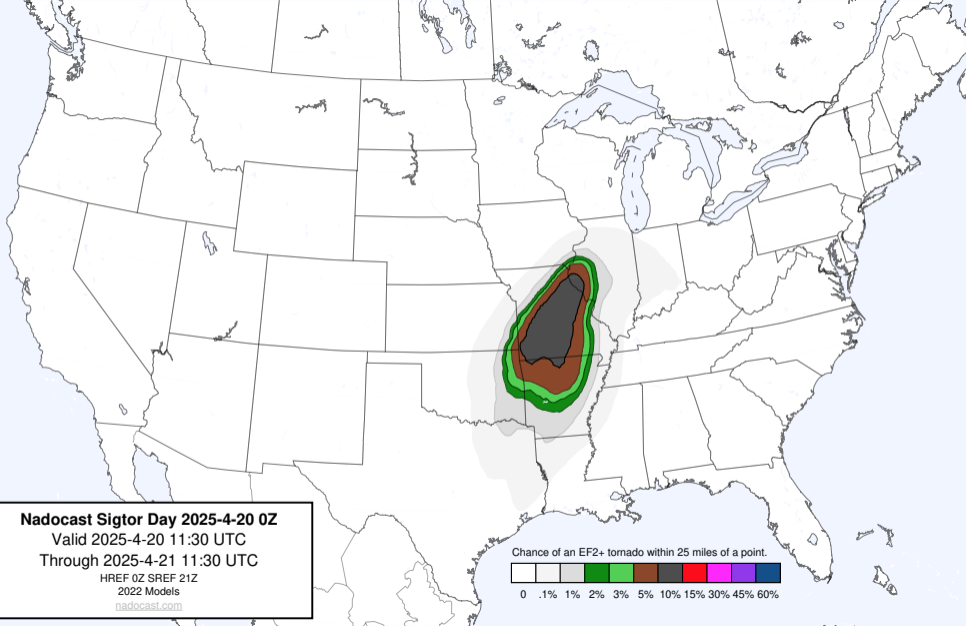 Nadocast Sigtor Day 2025-4-20 0Z
Valid 2025-4-20 11:30 UTC
Through 2025-4-21 11:30 UTC
HREF 0Z SREF 21Z
2022 Models
nadocast.com
Chance of an EF2+ tornado within 25 miles of a point.
0 .1% 1% 2% 3% 5% 10% 15% 30% 45% 60%